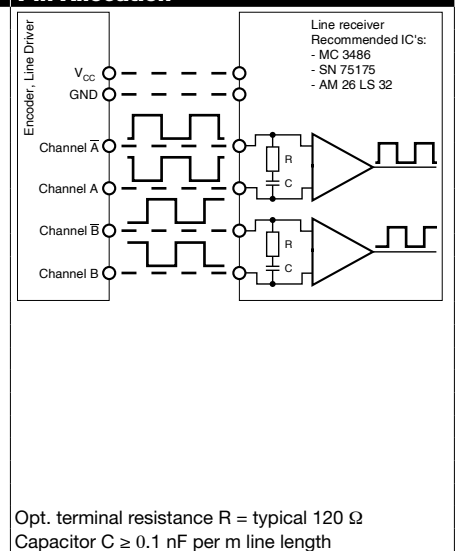 Encoder, Line Driver
Line receiver
Recommended IC's:
- MC 3486
- SN 75175
- AM 26 LS 32
V_CC
GND
Channel A̅
R
C
Channel A
Channel B̅
R
C
Channel B
Opt. terminal resistance R = typical 120 Ω
Capacitor C ≥ 0.1 nF per m line length